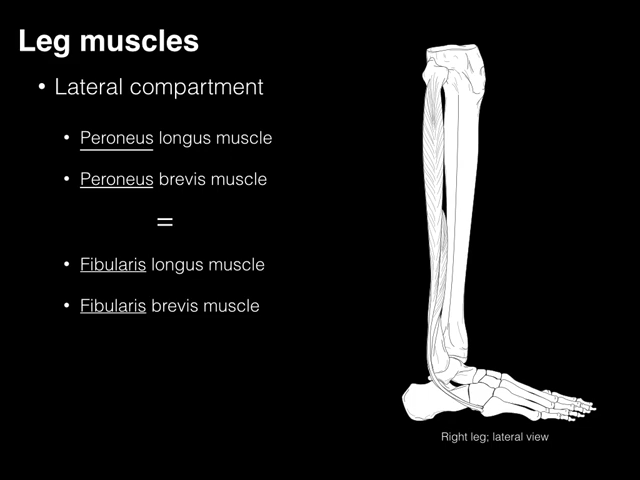 Leg muscles
• Lateral compartment
• Peroneus longus muscle
• Peroneus brevis muscle
=
• Fibularis longus muscle
• Fibularis brevis muscle
Right leg; lateral view